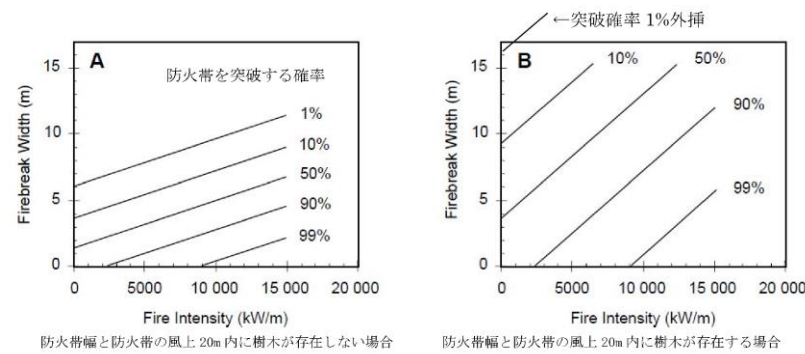 ←突破確率 1%外挿
A
防火帯を突破する確率
15
10
5
0
Firebreak Width (m)
1%
10%
50%
90%
99%
0 5000 10 000 15 000 20 000
Fire Intensity (kW/m)
防火帯幅と防火帯の風上 20m 内に樹木が存在しない場合
B
15
10
5
0
Firebreak Width (m)
10%
50%
90%
99%
0 5000 10 000 15 000 20 000
Fire Intensity (kW/m)
防火帯幅と防火帯の風上 20m 内に樹木が存在する場合